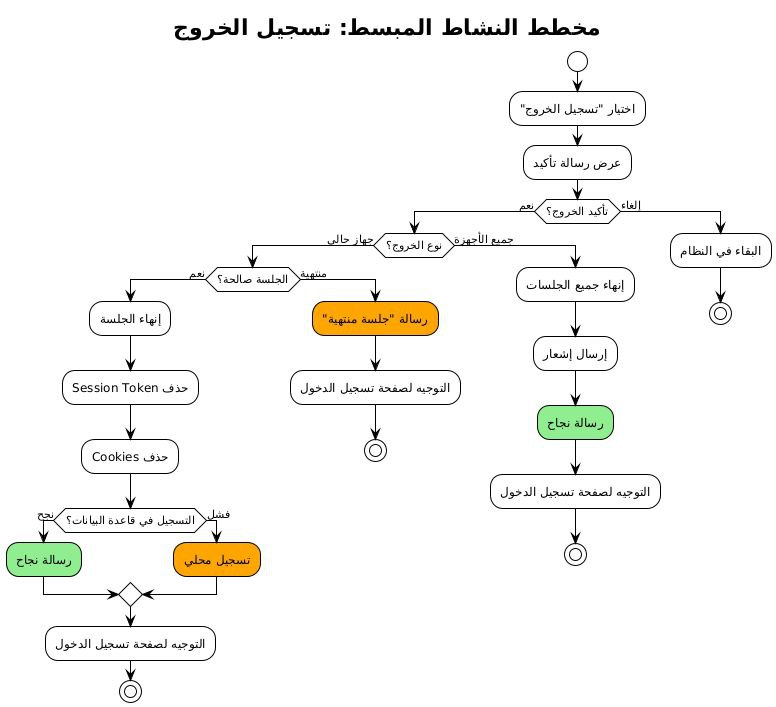 مخطط النشاط المبسط: تسجيل الخروج
اختيار "تسجيل الخروج"
عرض رسالة تأكيد
تأكيد الخروج؟
نعم
إلغاء
نوع الخروج؟
جهاز حالي
جميع الأجهزة
البقاء في النظام
الجلسة صالحة؟
نعم
منتهية
إنهاء جميع الجلسات
إنهاء الجلسة
رسالة "جلسة منتهية"
إرسال إشعار
حذف Session Token
التوجيه لصفحة تسجيل الدخول
رسالة نجاح
حذف Cookies
التوجيه لصفحة تسجيل الدخول
التسجيل في قاعدة البيانات؟
نجح
فشل
رسالة نجاح
تسجيل محلي
التوجيه لصفحة تسجيل الدخول